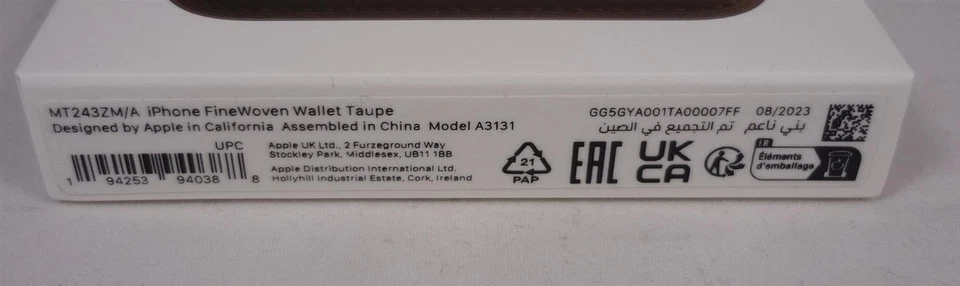 MT243ZM/A iPhone FineWoven Wallet Taupe
Designed by Apple in California Assembled in China Model A3131
GG5GYA001TA00007FF 08/2023
بني ناعم تم التجميع في الصين
UPC
1 94253 94038 8
Apple UK Ltd., 2 Furzeground Way
Stockley Park, Middlesex, UB11 1BB
Apple Distribution International Ltd.
Hollyhill Industrial Estate, Cork, Ireland
21
PAP
EAC
UK
CA
FR
Éléments
d'emballage